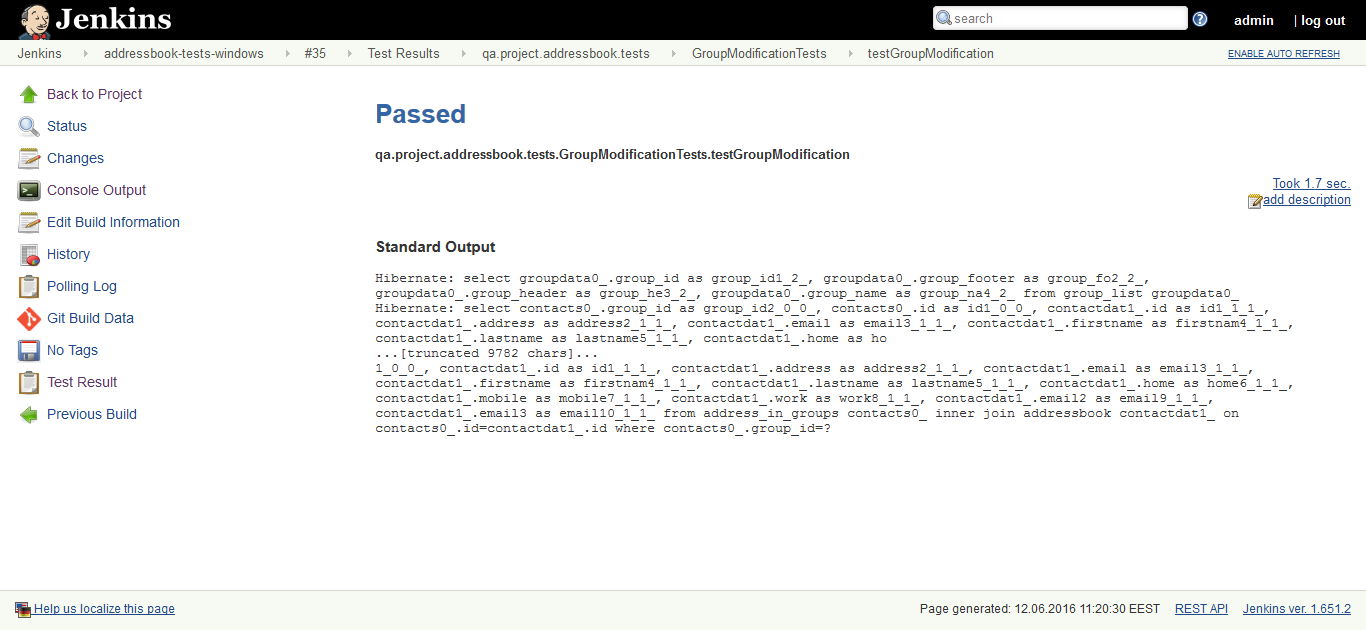 Jenkins
search
?
admin
| log out
Jenkins
addressbook-tests-windows
#35
Test Results
qa.project.addressbook.tests
GroupModificationTests
testGroupModification
ENABLE AUTO REFRESH
Back to Project
Status
Changes
Console Output
Edit Build Information
History
Polling Log
Git Build Data
No Tags
Test Result
Previous Build
Passed
qa.project.addressbook.tests.GroupModificationTests.testGroupModification
Took 1.7 sec.
add description
Standard Output
Hibernate: select groupdata0_.group_id as group_id1_2_, groupdata0_.group_footer as group_fo2_2_,
groupdata0_.group_header as group_he3_2_, groupdata0_.group_name as group_na4_2_ from group_list groupdata0_
Hibernate: select contacts0_.group_id as group_id2_0_0_, contacts0_.id as id1_0_0_, contactdat1_.id as id1_1_1_,
contactdat1_.address as address2_1_1_, contactdat1_.email as email3_1_1_, contactdat1_.firstname as firstnam4_1_1_,
contactdat1_.lastname as lastname5_1_1_, contactdat1_.home as ho
...[truncated 9782 chars]...
1_0_0_, contactdat1_.id as id1_1_1_, contactdat1_.address as address2_1_1_, contactdat1_.email as email3_1_1_,
contactdat1_.firstname as firstnam4_1_1_, contactdat1_.lastname as lastname5_1_1_, contactdat1_.home as home6_1_1_,
contactdat1_.mobile as mobile7_1_1_, contactdat1_.work as work8_1_1_, contactdat1_.email2 as email9_1_1_,
contactdat1_.email3 as email10_1_1_ from address_in_groups contacts0_ inner join addressbook contactdat1_ on
contacts0_.id=contactdat1_.id where contacts0_.group_id=?
Help us localize this page
Page generated: 12.06.2016 11:20:30 EEST
REST API
Jenkins ver. 1.651.2